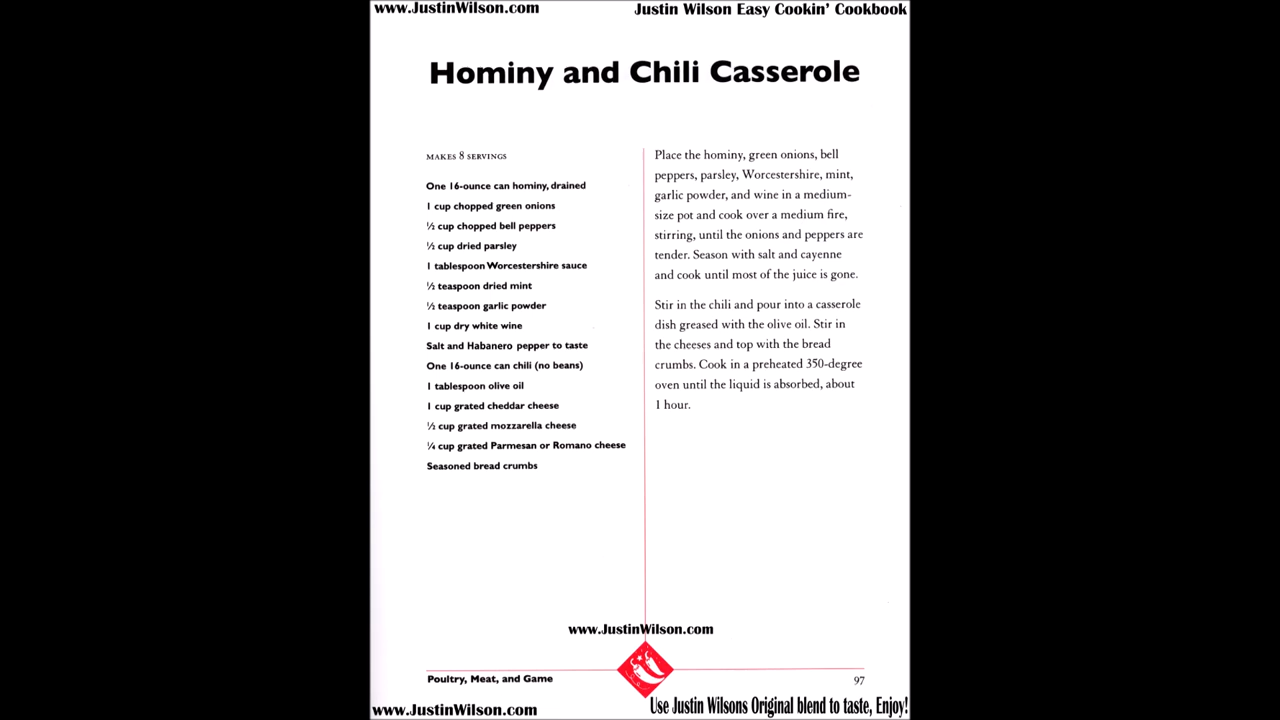 www.JustinWilson.com
Justin Wilson Easy Cookin' Cookbook
Hominy and Chili Casserole
MAKES 8 SERVINGS
One 16-ounce can hominy, drained
1 cup chopped green onions
½ cup chopped bell peppers
½ cup dried parsley
1 tablespoon Worcestershire sauce
½ teaspoon dried mint
½ teaspoon garlic powder
1 cup dry white wine
Salt and Habanero pepper to taste
One 16-ounce can chili (no beans)
1 tablespoon olive oil
1 cup grated cheddar cheese
½ cup grated mozzarella cheese
¼ cup grated Parmesan or Romano cheese
Seasoned bread crumbs
Place the hominy, green onions, bell
peppers, parsley, Worcestershire, mint,
garlic powder, and wine in a medium-
size pot and cook over a medium fire,
stirring, until the onions and peppers are
tender. Season with salt and cayenne
and cook until most of the juice is gone.
Stir in the chili and pour into a casserole
dish greased with the olive oil. Stir in
the cheeses and top with the bread
crumbs. Cook in a preheated 350-degree
oven until the liquid is absorbed, about
1 hour.
www.JustinWilson.com
Poultry, Meat, and Game
97
www.JustinWilson.com
Use Justin Wilsons Original blend to taste, Enjoy!